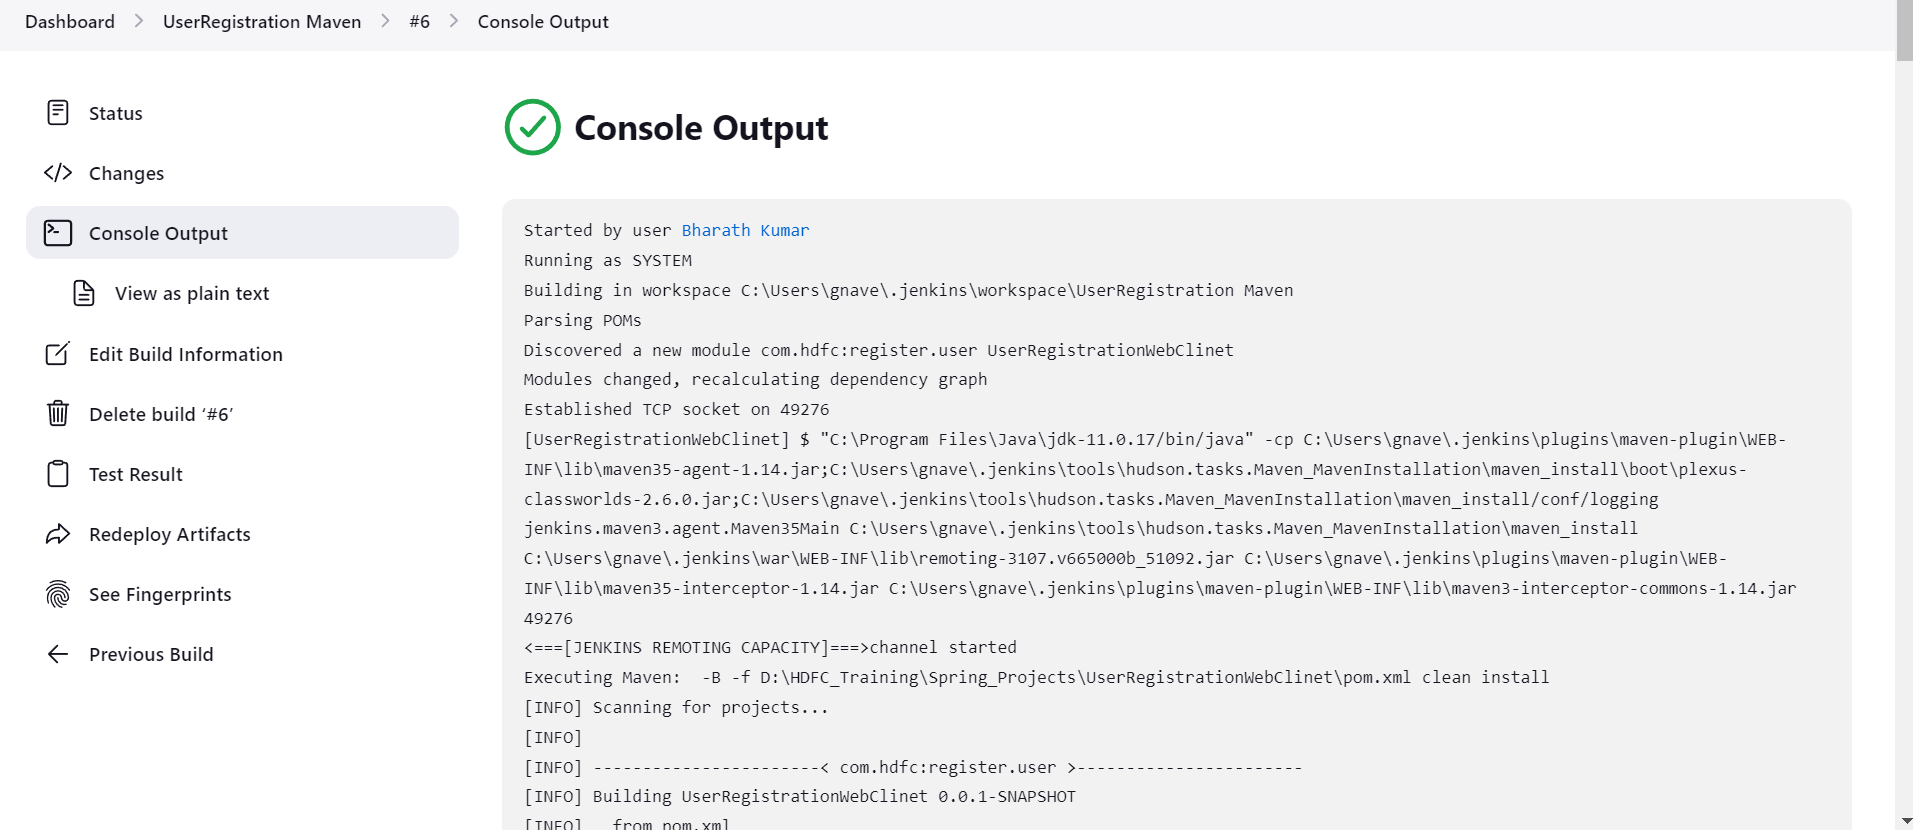 Dashboard > UserRegistration Maven > #6 > Console Output
Status
Changes
Console Output
View as plain text
Edit Build Information
Delete build ‘#6’
Test Result
Redeploy Artifacts
See Fingerprints
Previous Build
Console Output
Started by user Bharath Kumar
Running as SYSTEM
Building in workspace C:\Users\gnave\.jenkins\workspace\UserRegistration Maven
Parsing POMs
Discovered a new module com.hdfc:register.user UserRegistrationWebClinet
Modules changed, recalculating dependency graph
Established TCP socket on 49276
[UserRegistrationWebClinet] $ "C:\Program Files\Java\jdk-11.0.17/bin/java" -cp C:\Users\gnave\.jenkins\plugins\maven-plugin\WEB-
INF\lib\maven35-agent-1.14.jar;C:\Users\gnave\.jenkins\tools\hudson.tasks.Maven_MavenInstallation\maven_install\boot\plexus-
classworlds-2.6.0.jar;C:\Users\gnave\.jenkins\tools\hudson.tasks.Maven_MavenInstallation\maven_install/conf/logging
jenkins.maven3.agent.Maven35Main C:\Users\gnave\.jenkins\tools\hudson.tasks.Maven_MavenInstallation\maven_install
C:\Users\gnave\.jenkins\war\WEB-INF\lib\remoting-3107.v665000b_51092.jar C:\Users\gnave\.jenkins\plugins\maven-plugin\WEB-
INF\lib\maven35-interceptor-1.14.jar C:\Users\gnave\.jenkins\plugins\maven-plugin\WEB-INF\lib\maven3-interceptor-commons-1.14.jar
49276
<===[JENKINS REMOTING CAPACITY]===>channel started
Executing Maven:  -B -f D:\HDFC_Training\Spring_Projects\UserRegistrationWebClinet\pom.xml clean install
[INFO] Scanning for projects...
[INFO]
[INFO] -----------------------< com.hdfc:register.user >-----------------------
[INFO] Building UserRegistrationWebClinet 0.0.1-SNAPSHOT
[INFO]   from pom.xml